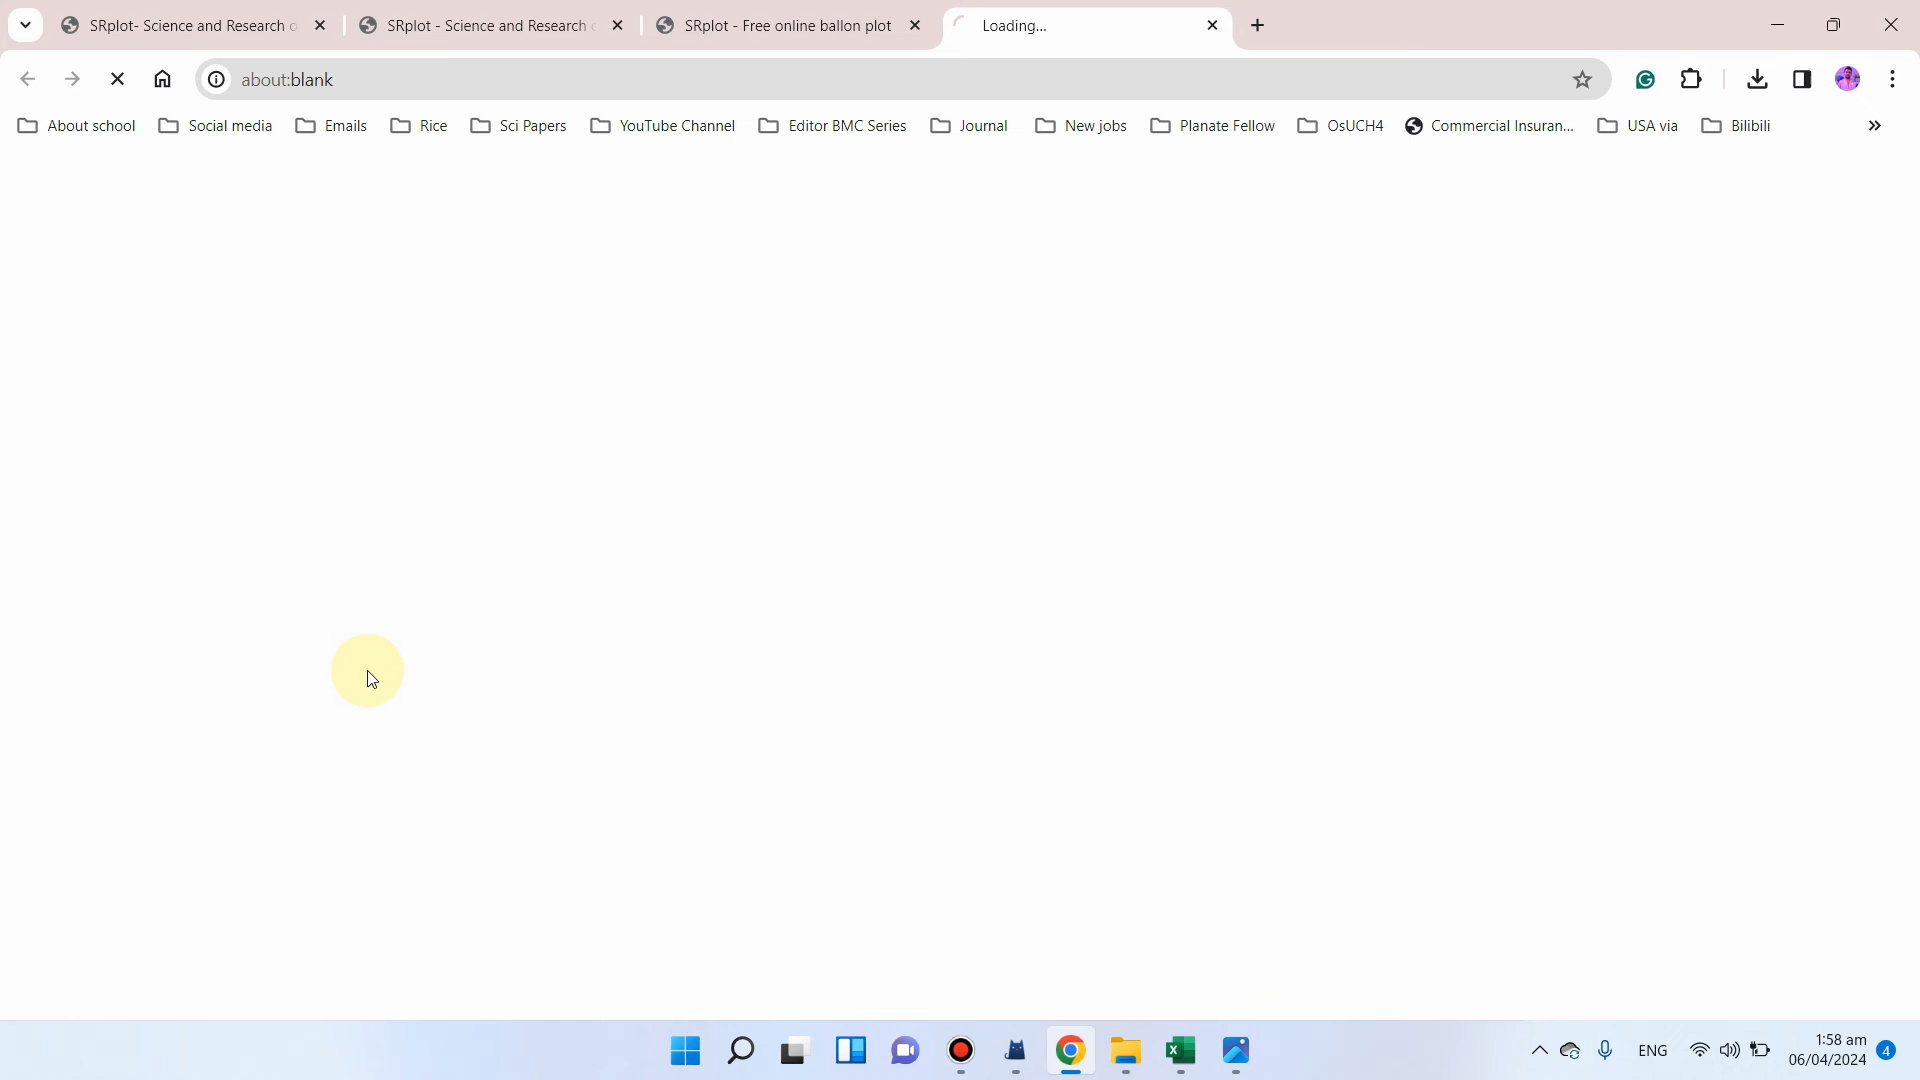 SRplot- Science and Research o
SRplot - Science and Research
SRplot - Free online ballon plot
Loading...
about:blank
About school
Social media
Emails
Rice
Sci Papers
YouTube Channel
Editor BMC Series
Journal
New jobs
Planate Fellow
OsUCH4
Commercial Insuran...
USA via
Bilibili
ENG
1:58 am
06/04/2024
4